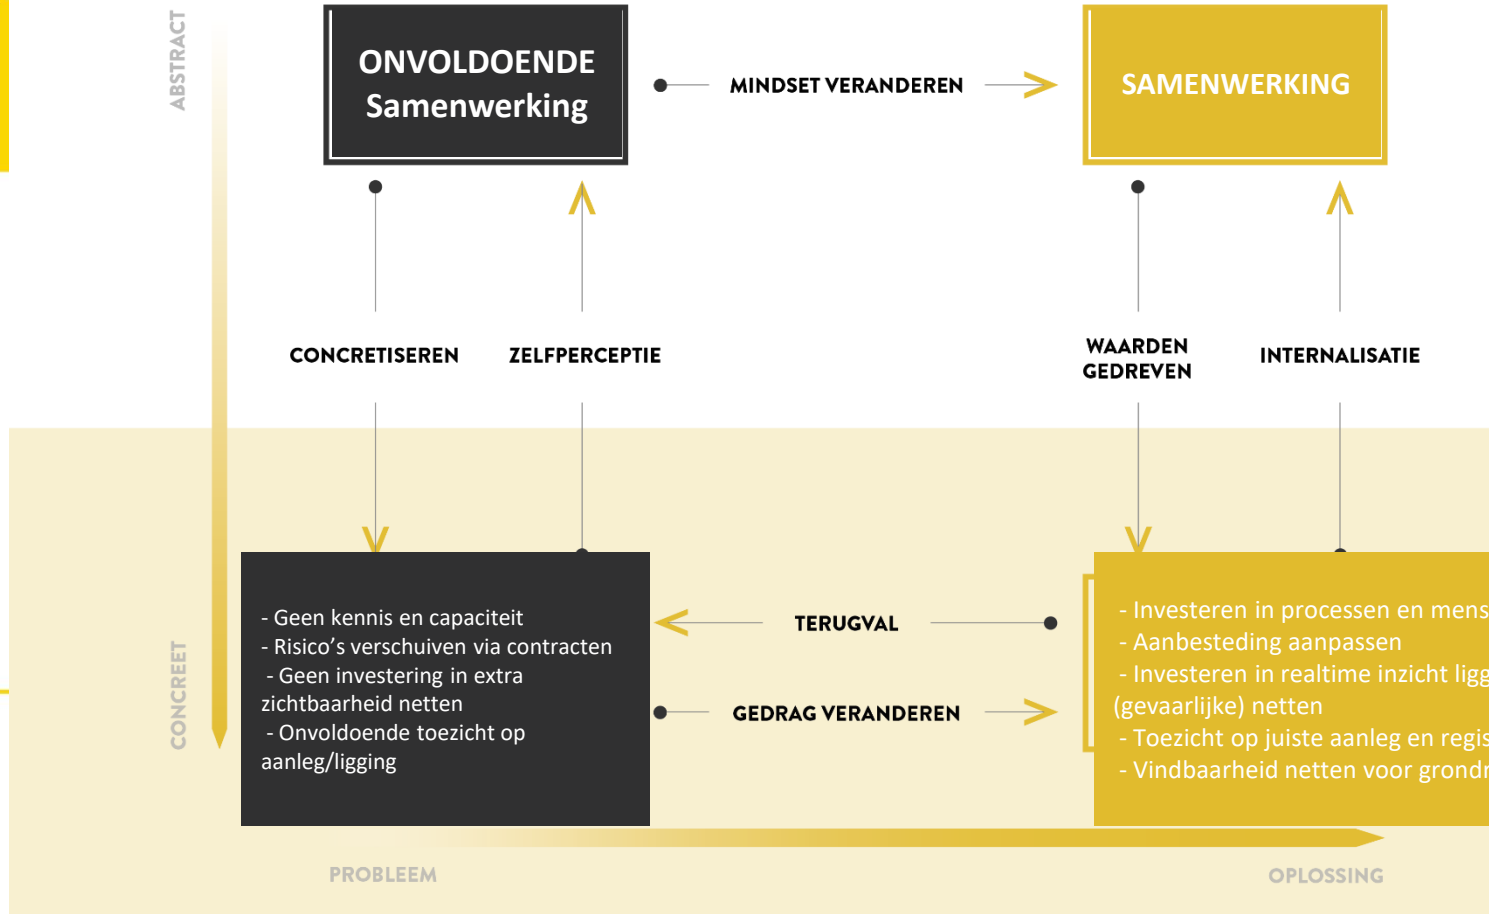 ABSTRACT
ONVOLDOENDE
Samenwerking
MINDSET VERANDEREN
SAMENWERKING
CONCRETISEREN
ZELFPERCEPTIE
WAARDEN
GEDREVEN
INTERNALISATIE
CONCREET
- Geen kennis en capaciteit
- Risico's verschuiven via contracten
- Geen investering in extra
zichtbaarheid netten
- Onvoldoende toezicht op
aanleg/ligging
TERUGVAL
GEDRAG VERANDEREN
- Investeren in processen en mens
- Aanbesteding aanpassen
- Investeren in realtime inzicht ligg
(gevaarlijke) netten
- Toezicht op juiste aanleg en regis
- Vindbaarheid netten voor grondr
PROBLEEM
OPLOSSING